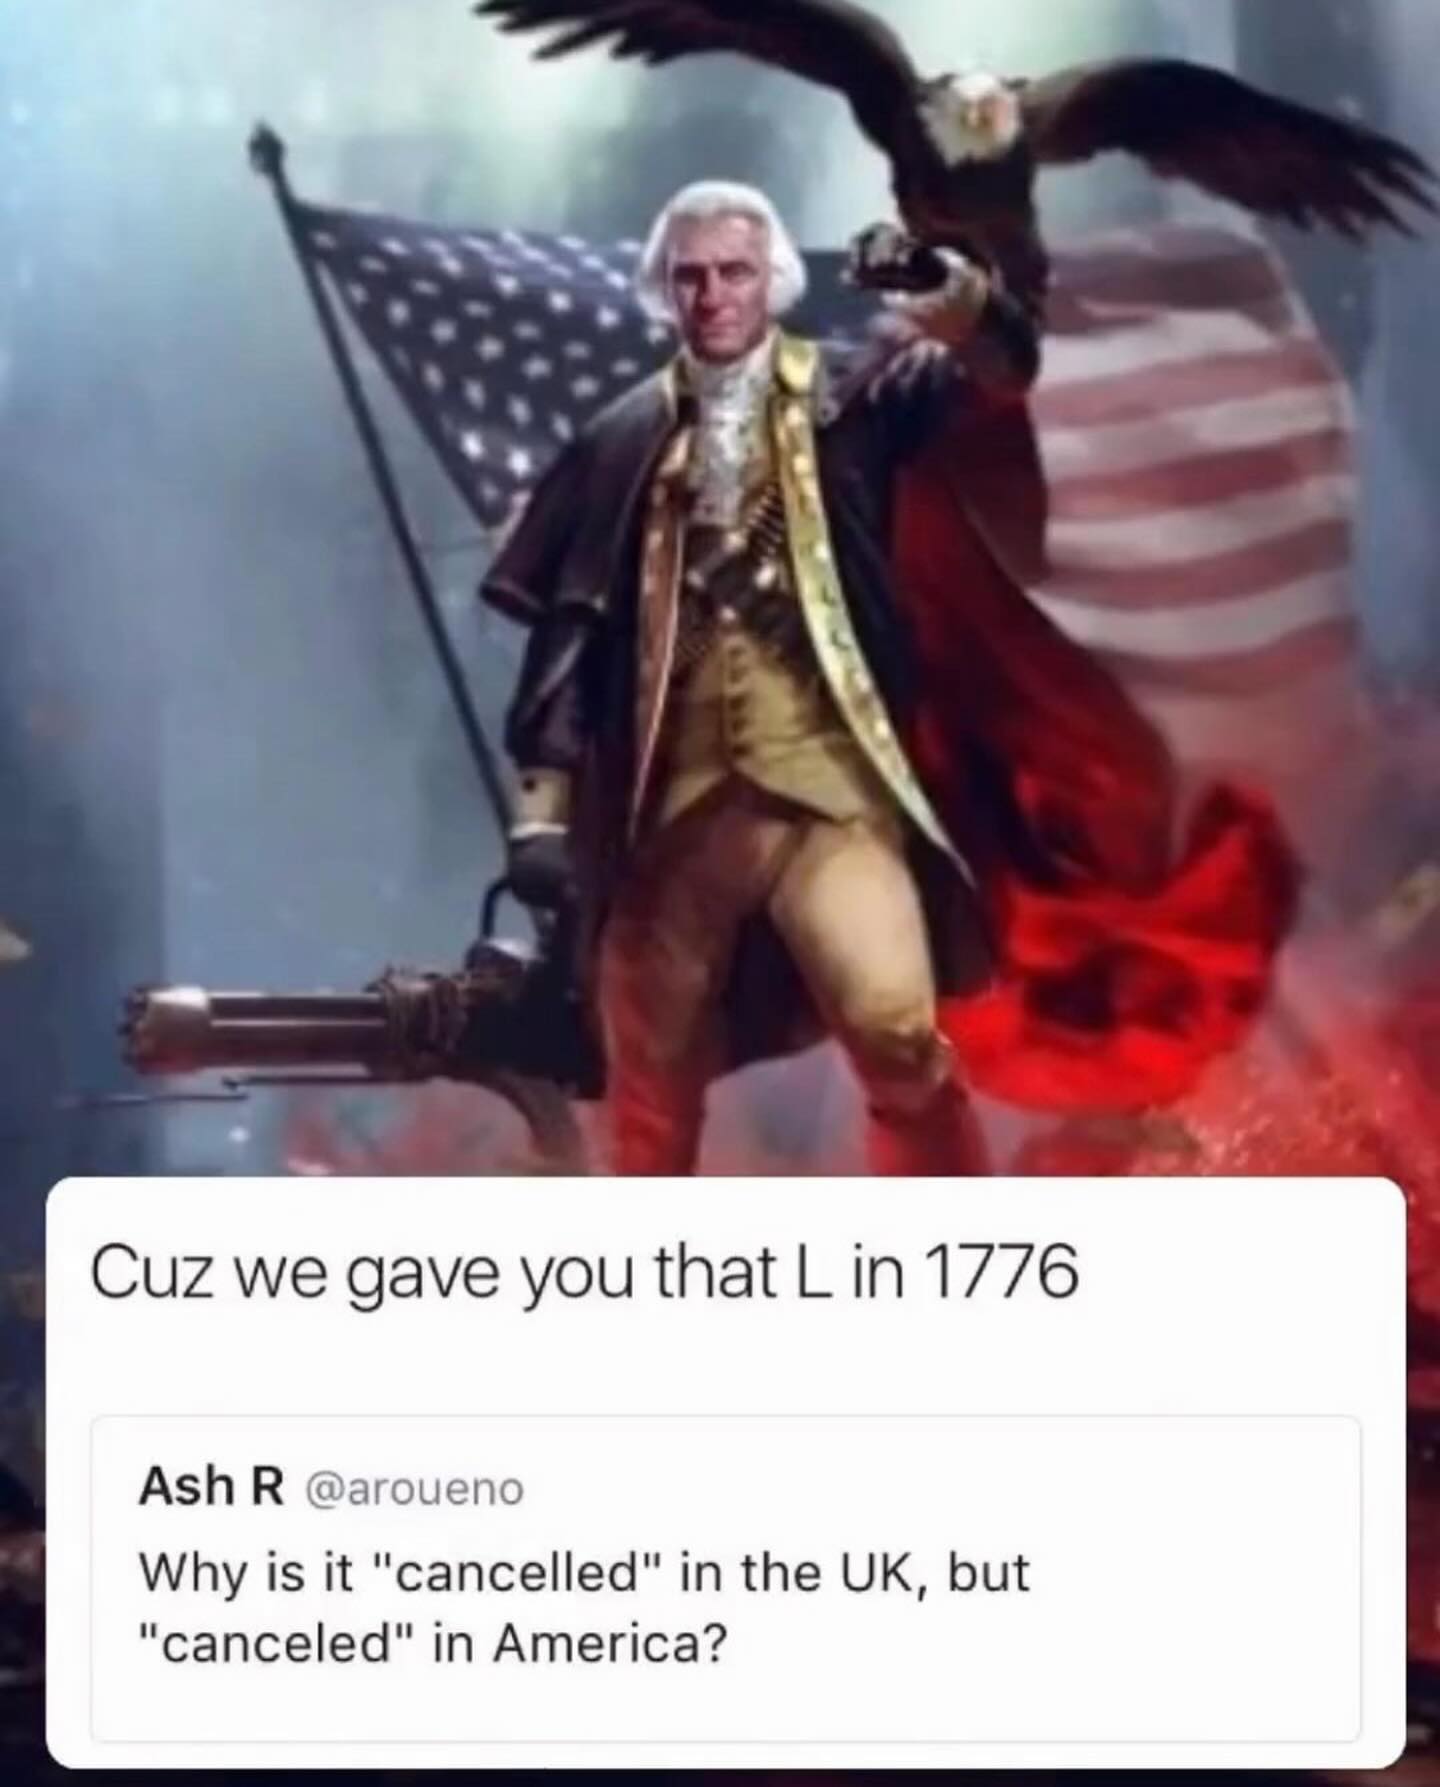 Cuz we gave you that L in 1776
Ash R @aroueno
Why is it "cancelled" in the UK, but
"canceled" in America?